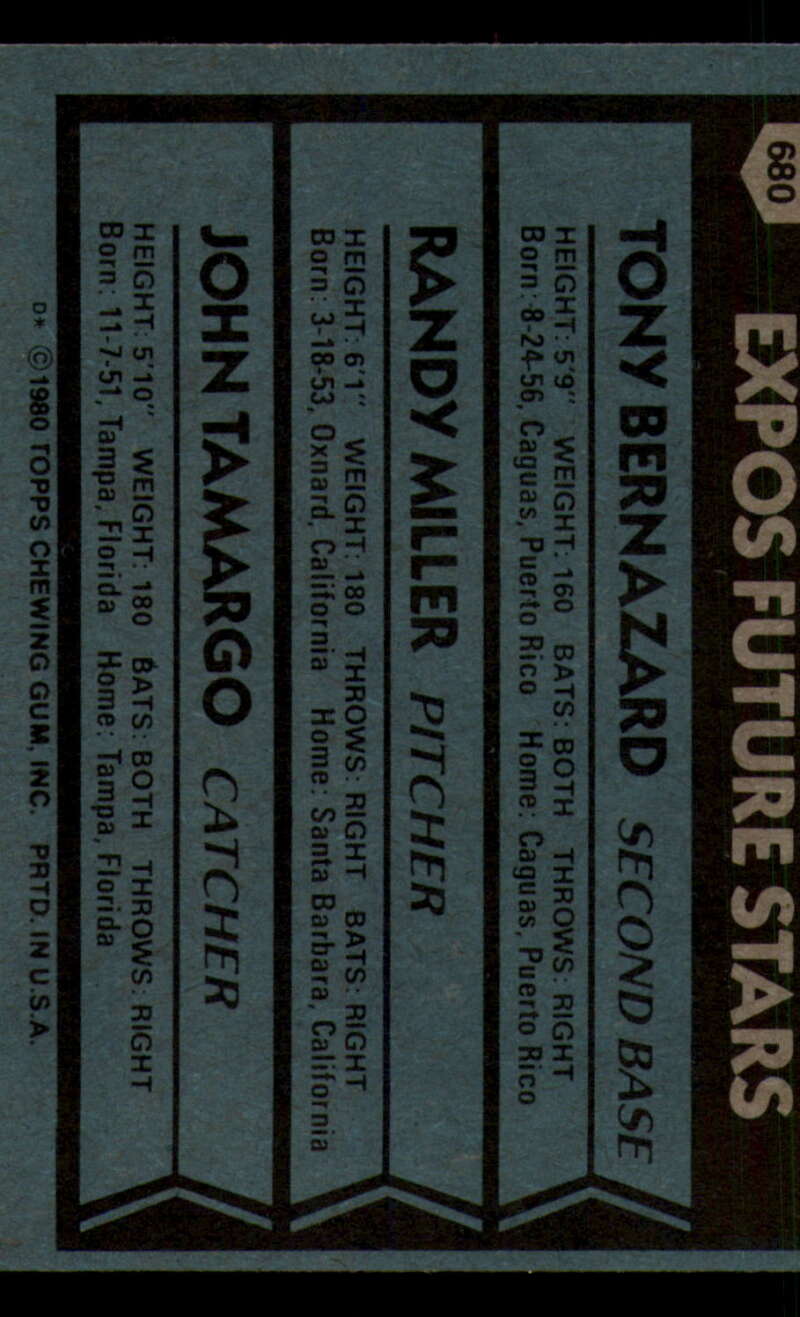 680
EXPOS FUTURE STARS
TONY BERNAZARD SECOND BASE
HEIGHT: 5'9" WEIGHT: 160 BATS: BOTH THROWS: RIGHT
Born: 8-24-56, Caguas, Puerto Rico Home: Caguas, Puerto Rico
RANDY MILLER PITCHER
HEIGHT: 6'1" WEIGHT: 180 THROWS: RIGHT BATS: RIGHT
Born: 3-18-53, Oxnard, California Home: Santa Barbara, California
JOHN TAMARGO CATCHER
HEIGHT: 5'10" WEIGHT: 180 BATS: BOTH THROWS: RIGHT
Born: 11-7-51, Tampa, Florida Home: Tampa, Florida
D* ©1980 TOPPS CHEWING GUM, INC. PRTD. IN U.S.A.